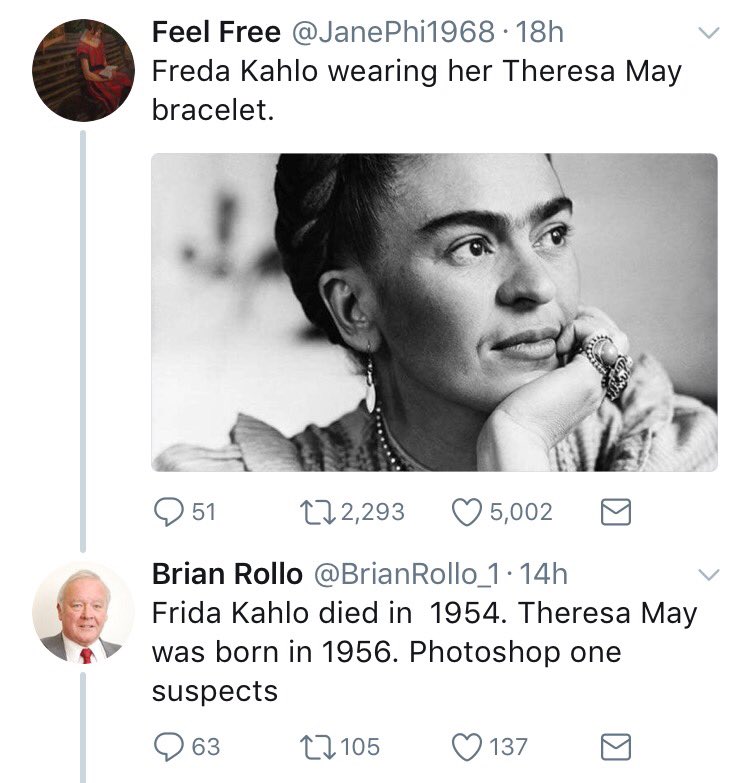 Feel Free @JanePhi1968 · 18h
Freda Kahlo wearing her Theresa May
bracelet.
51 2,293 5,002
Brian Rollo @BrianRollo_1 · 14h
Frida Kahlo died in  1954. Theresa May
was born in 1956. Photoshop one
suspects
63 105 137